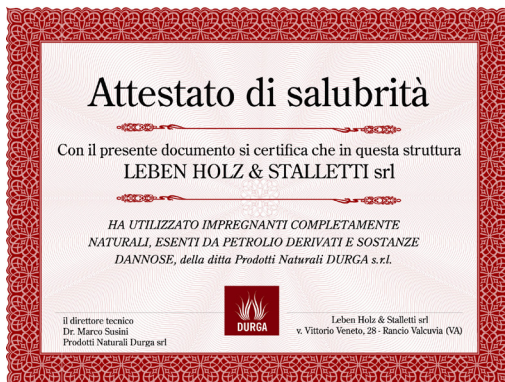 Attestato di salubrità
Con il presente documento si certifica che in questa struttura
LEBEN HOLZ & STALLETTI srl
HA UTILIZZATO IMPREGNANTI COMPLETAMENTE
NATURALI, ESENTI DA PETROLIO DERIVATI E SOSTANZE
DANNOSE, della ditta Prodotti Naturali DURGA s.r.l.
DURGA
il direttore tecnico
Dr. Marco Susini
Prodotti Naturali Durga srl
Leben Holz & Stalletti srl
v. Vittorio Veneto, 28 - Rancio Valcuvia (VA)